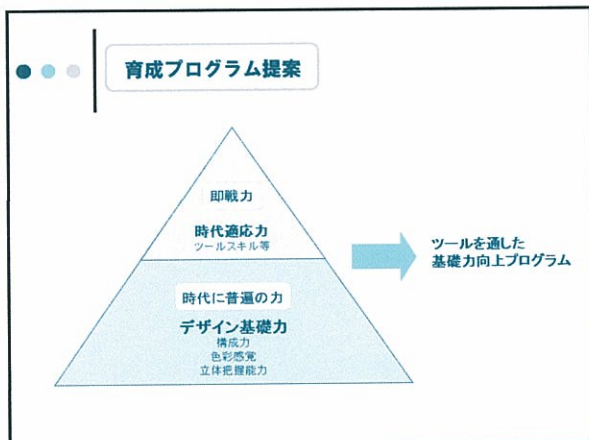 育成プログラム提案
即戦力
時代適応力
ツールスキル等
ツールを通した
基礎力向上プログラム
時代に普遍の力
デザイン基礎力
構成力
色彩感覚
立体把握能力